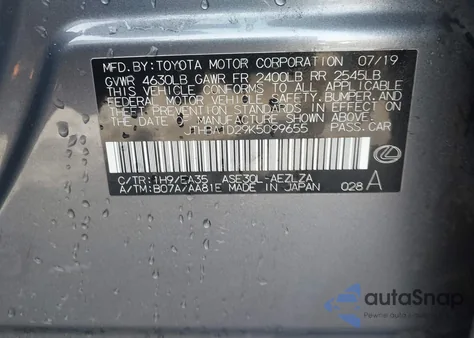 MFD.BY:TOYOTA MOTOR CORPORATION 07/19
GVWR 4630LB GAWR FR 2400LB RR 2545LB
THIS VEHICLE CONFORMS TO ALL APPLICABLE
FEDERAL MOTOR VEHICLE SAFETY, BUMPER, AND
THEFT PREVENTION STANDARDS IN EFFECT ON
THE DATE OF MANUFACTURE SHOWN ABOVE.
JTHBA1D29K5099655 PASS.CAR
C/TR:1H9/EA35 ASE30L-AEZLZA
A/TM:B07A/AA81E MADE IN JAPAN 028 A
autoSnap